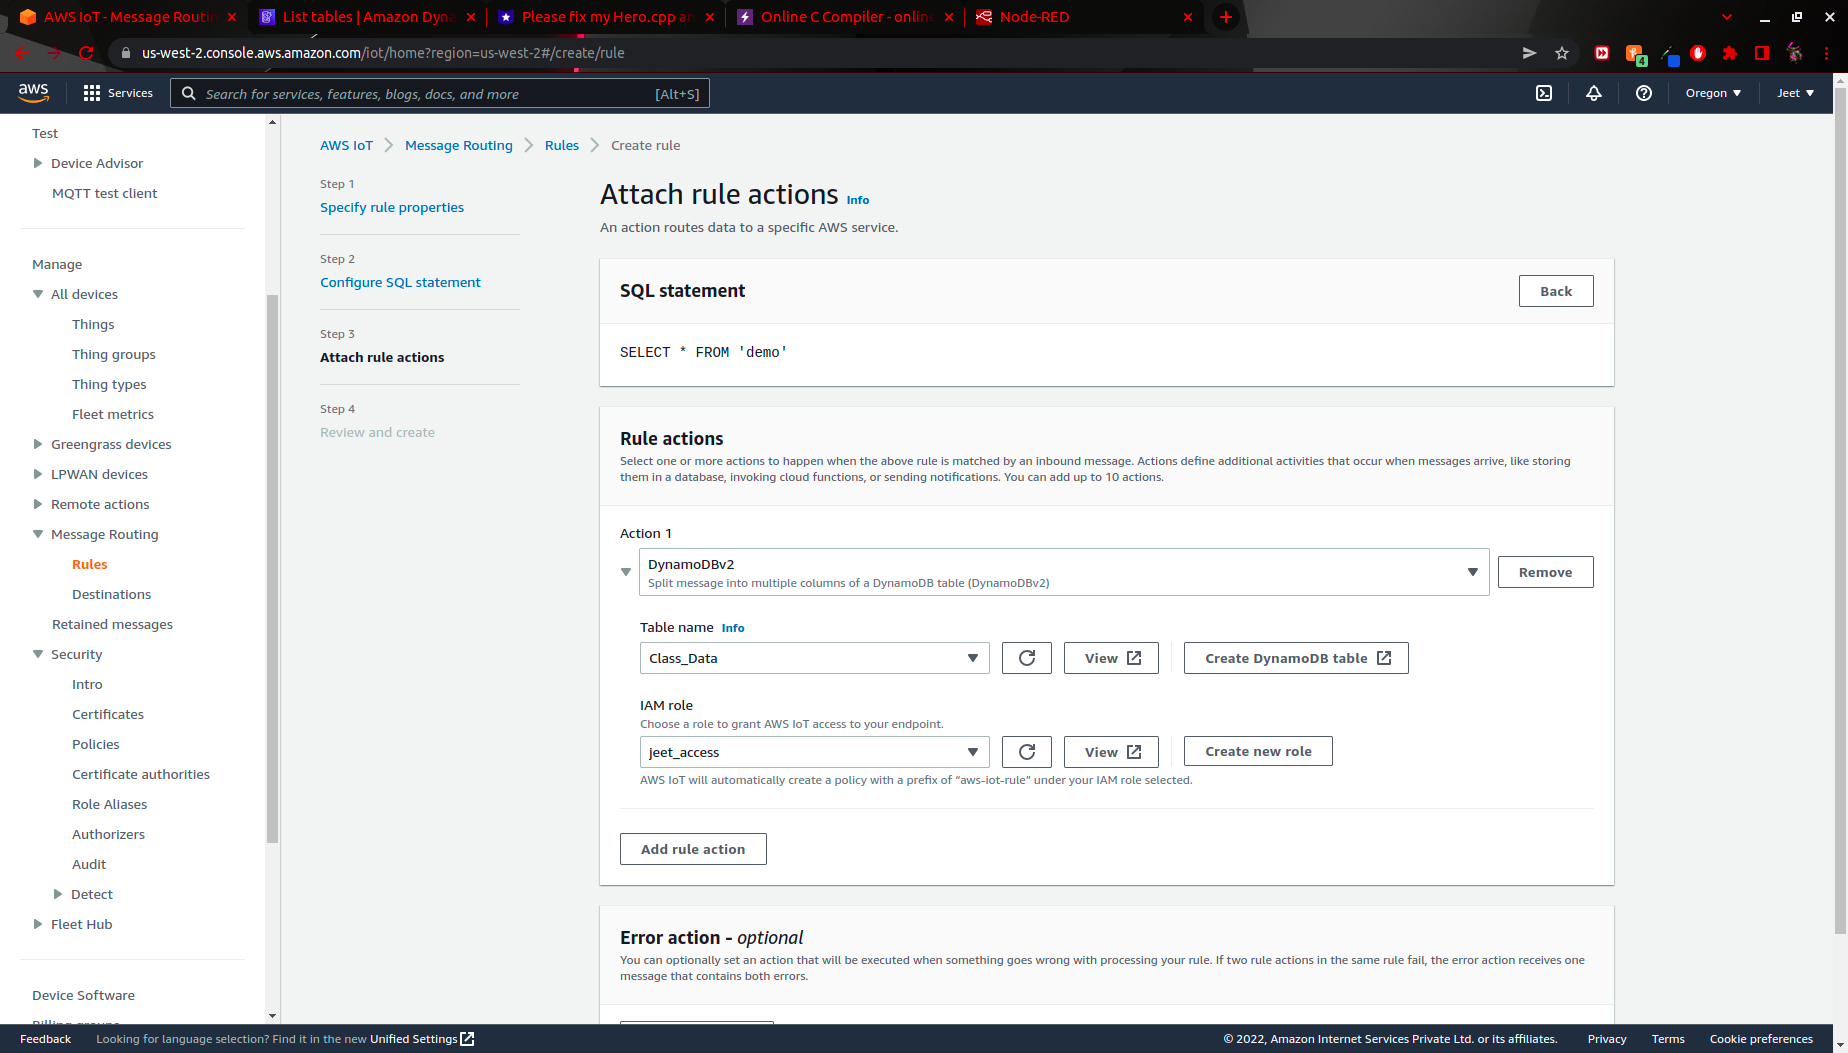 AWS IoT - Message Routin
List tables | Amazon Dyna
Please fix my Hero.cpp an
Online C Compiler - online
Node-RED
us-west-2.console.aws.amazon.com/iot/home?region=us-west-2#/create/rule
4
aws
Services
Search for services, features, blogs, docs, and more
[Alt+S]
Oregon
Jeet
Test
Device Advisor
MQTT test client
Manage
All devices
Things
Thing groups
Thing types
Fleet metrics
Greengrass devices
LPWAN devices
Remote actions
Message Routing
Rules
Destinations
Retained messages
Security
Intro
Certificates
Policies
Certificate authorities
Role Aliases
Authorizers
Audit
Detect
Fleet Hub
Device Software
Billing groups
AWS IoT
Message Routing
Rules
Create rule
Step 1
Specify rule properties
Step 2
Configure SQL statement
Step 3
Attach rule actions
Step 4
Review and create
Attach rule actions Info
An action routes data to a specific AWS service.
SQL statement
Back
SELECT * FROM 'demo'
Rule actions
Select one or more actions to happen when the above rule is matched by an inbound message. Actions define additional activities that occur when messages arrive, like storing
them in a database, invoking cloud functions, or sending notifications. You can add up to 10 actions.
Action 1
DynamoDBv2
Split message into multiple columns of a DynamoDB table (DynamoDBv2)
Remove
Table name Info
Class_Data
View
Create DynamoDB table
IAM role
Choose a role to grant AWS IoT access to your endpoint.
jeet_access
View
Create new role
AWS IoT will automatically create a policy with a prefix of “aws-iot-rule” under your IAM role selected.
Add rule action
Error action - optional
You can optionally set an action that will be executed when something goes wrong with processing your rule. If two rule actions in the same rule fail, the error action receives one
message that contains both errors.
Feedback
Looking for language selection? Find it in the new Unified Settings
© 2022, Amazon Internet Services Private Ltd. or its affiliates.
Privacy
Terms
Cookie preferences